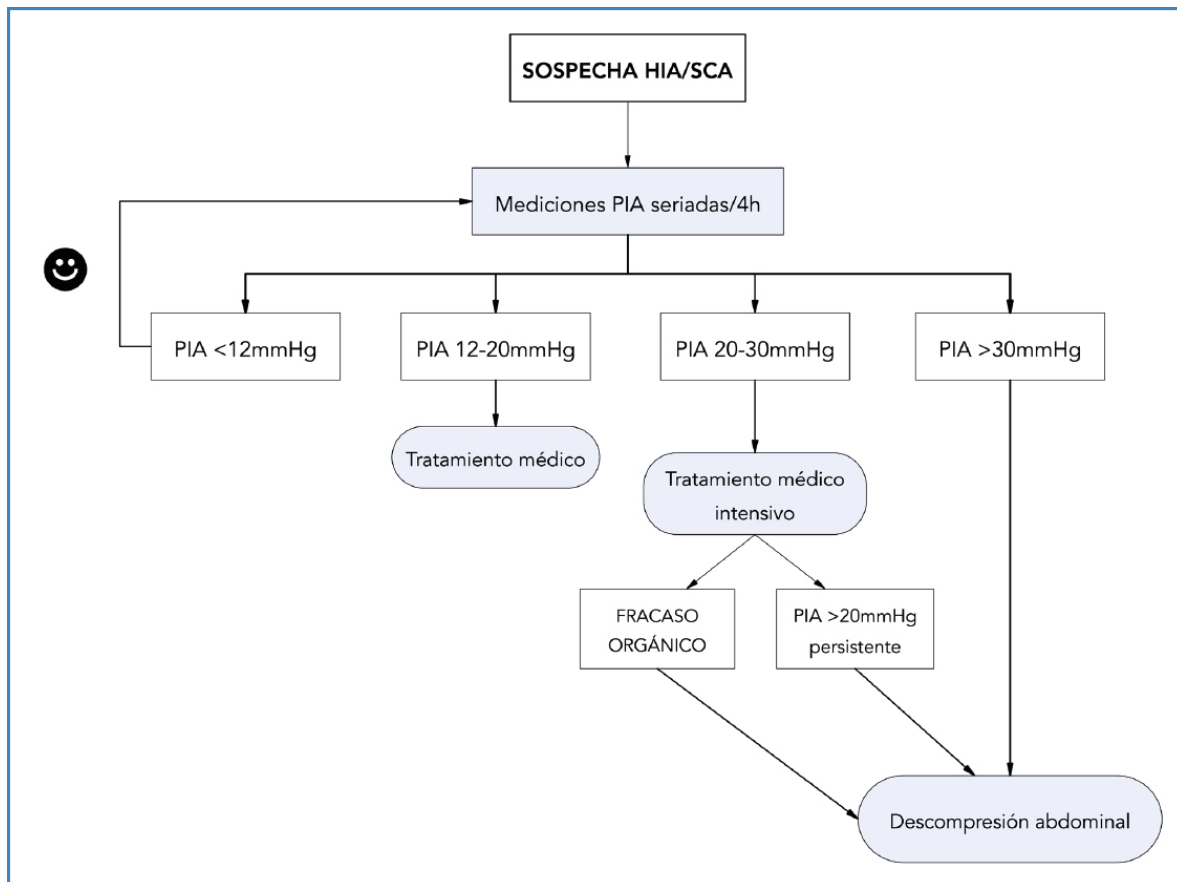 SOSPECHA HIA/SCA
Mediciones PIA seriadas/4h
PIA <12mmHg
PIA 12-20mmHg
PIA 20-30mmHg
PIA >30mmHg
Tratamiento médico
Tratamiento médico
intensivo
FRACASO
ORGÁNICO
PIA >20mmHg
persistente
Descompresión abdominal